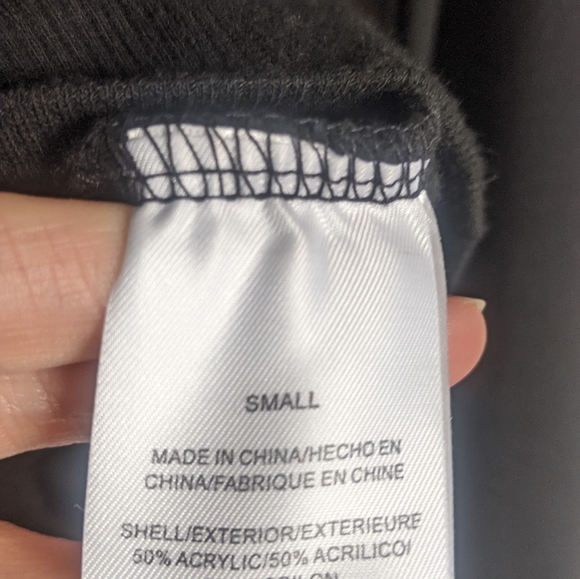 SMALL
MADE IN CHINA/HECHO EN
CHINA/FABRIQUE EN CHINE
SHELL/EXTERIOR/EXTERIEURE
50% ACRYLIC/50% ACRILICO/